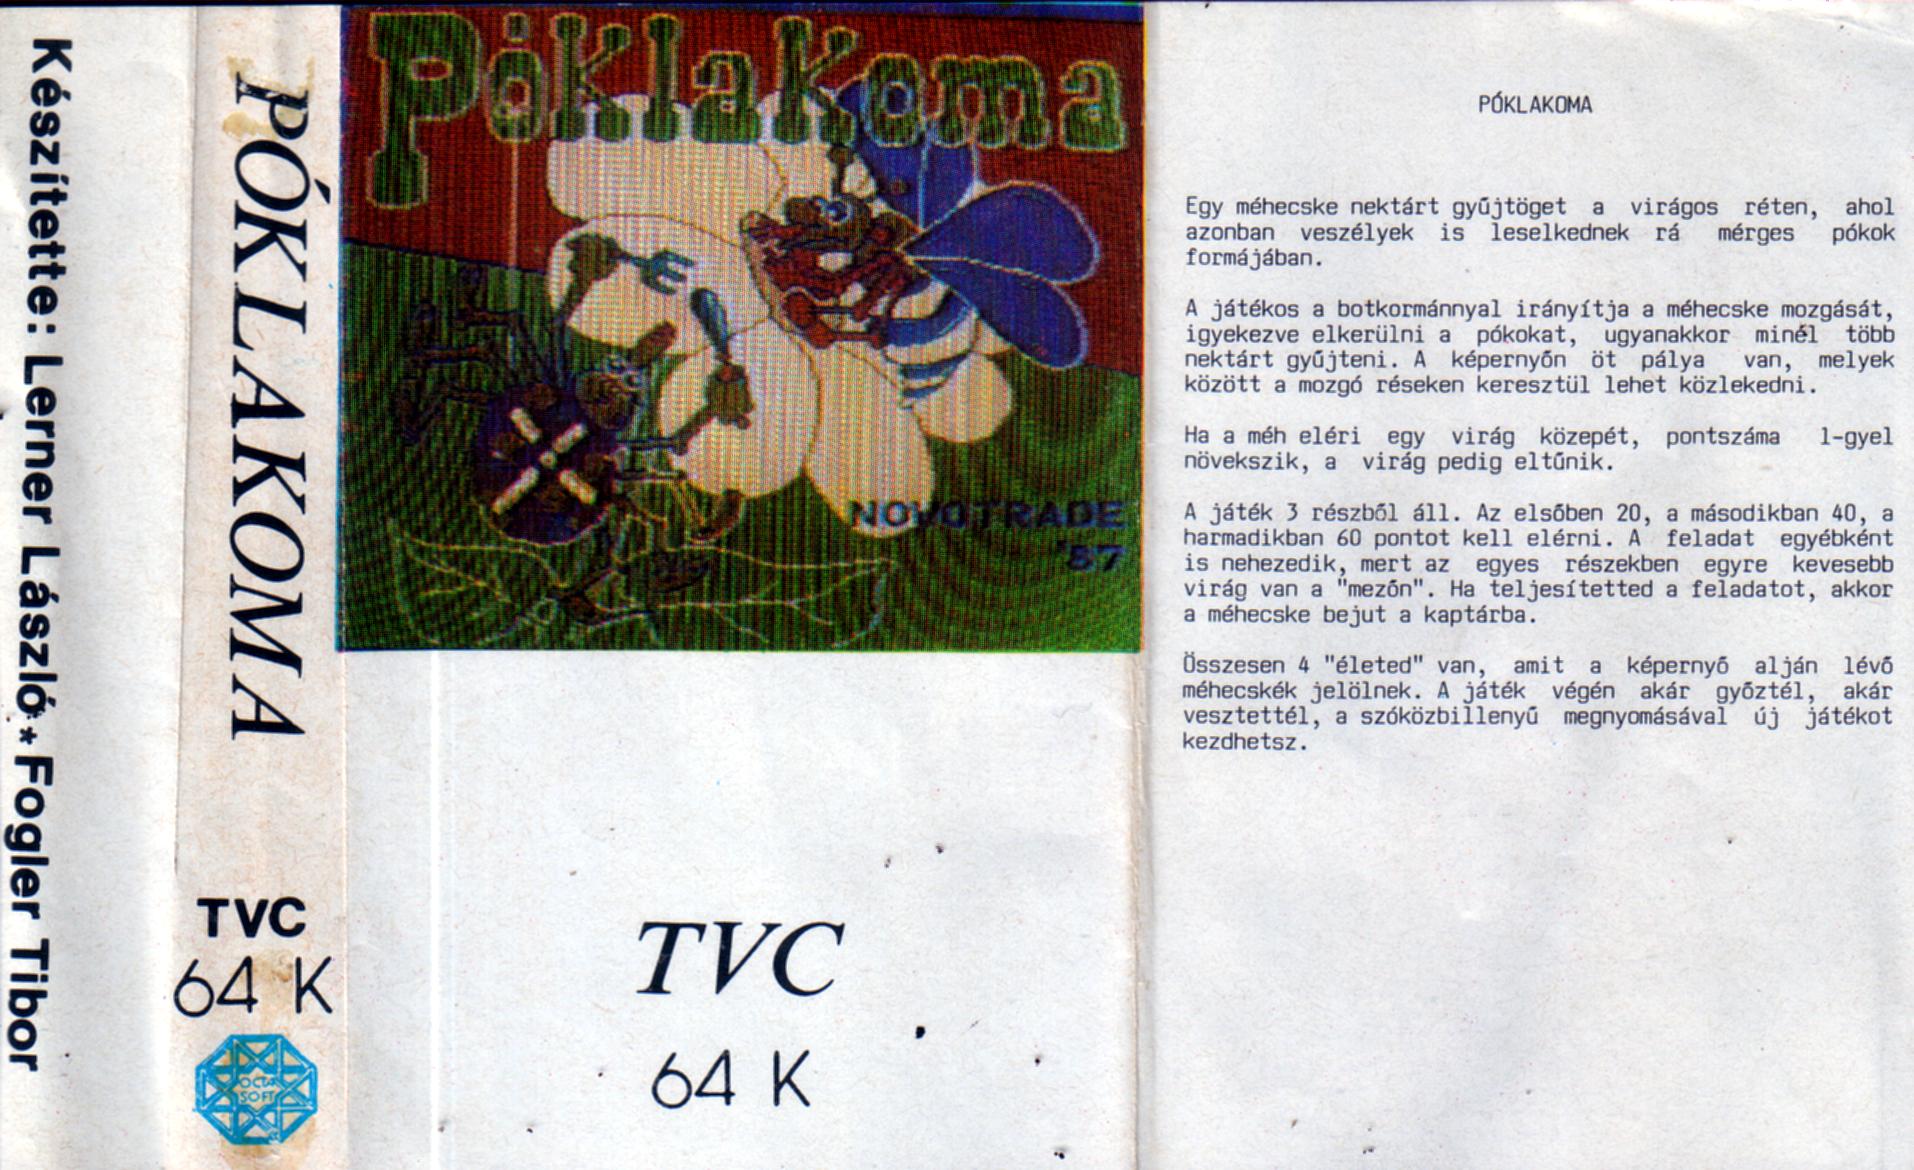 Készítette: Lerner László * Fogler Tibor
PÓKLAKOMA
TVC
64 K
OCTA
SOFT
PóklaKoma
NOVOTRADE
'87
TVC
64 K
PÓKLAKOMA
Egy méhecske nektárt gyűjtöget a virágos réten, ahol
azonban veszélyek is leselkednek rá mérges pókok
formájában.
A játékos a botkormánnyal irányítja a méhecske mozgását,
igyekezve elkerülni a pókokat, ugyanakkor minél több
nektárt gyűjteni. A képernyőn öt pálya van, melyek
között a mozgó réseken keresztül lehet közlekedni.
Ha a méh eléri egy virág közepét, pontszáma 1-gyel
növekszik, a virág pedig eltűnik.
A játék 3 részből áll. Az elsőben 20, a másodikban 40, a
harmadikban 60 pontot kell elérni. A feladat egyébként
is nehezedik, mert az egyes részekben egyre kevesebb
virág van a "mezőn". Ha teljesítetted a feladatot, akkor
a méhecske bejut a kaptárba.
Összesen 4 "életed" van, amit a képernyő alján lévő
méhecskék jelölnek. A játék végén akár győztél, akár
vesztettél, a szóközbillenyű megnyomásával új játékot
kezdhetsz.